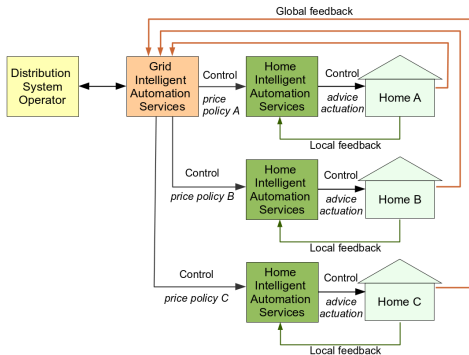 Global feedback
Distribution
System
Operator
Grid
Intelligent
Automation
Services
Control
price
policy A
Home
Intelligent
Automation
Services
Control
advice
actuation
Home A
Local feedback
Control
price policy B
Home
Intelligent
Automation
Services
Control
advice
actuation
Home B
Local feedback
Control
price policy C
Home
Intelligent
Automation
Services
Control
advice
actuation
Home C
Local feedback